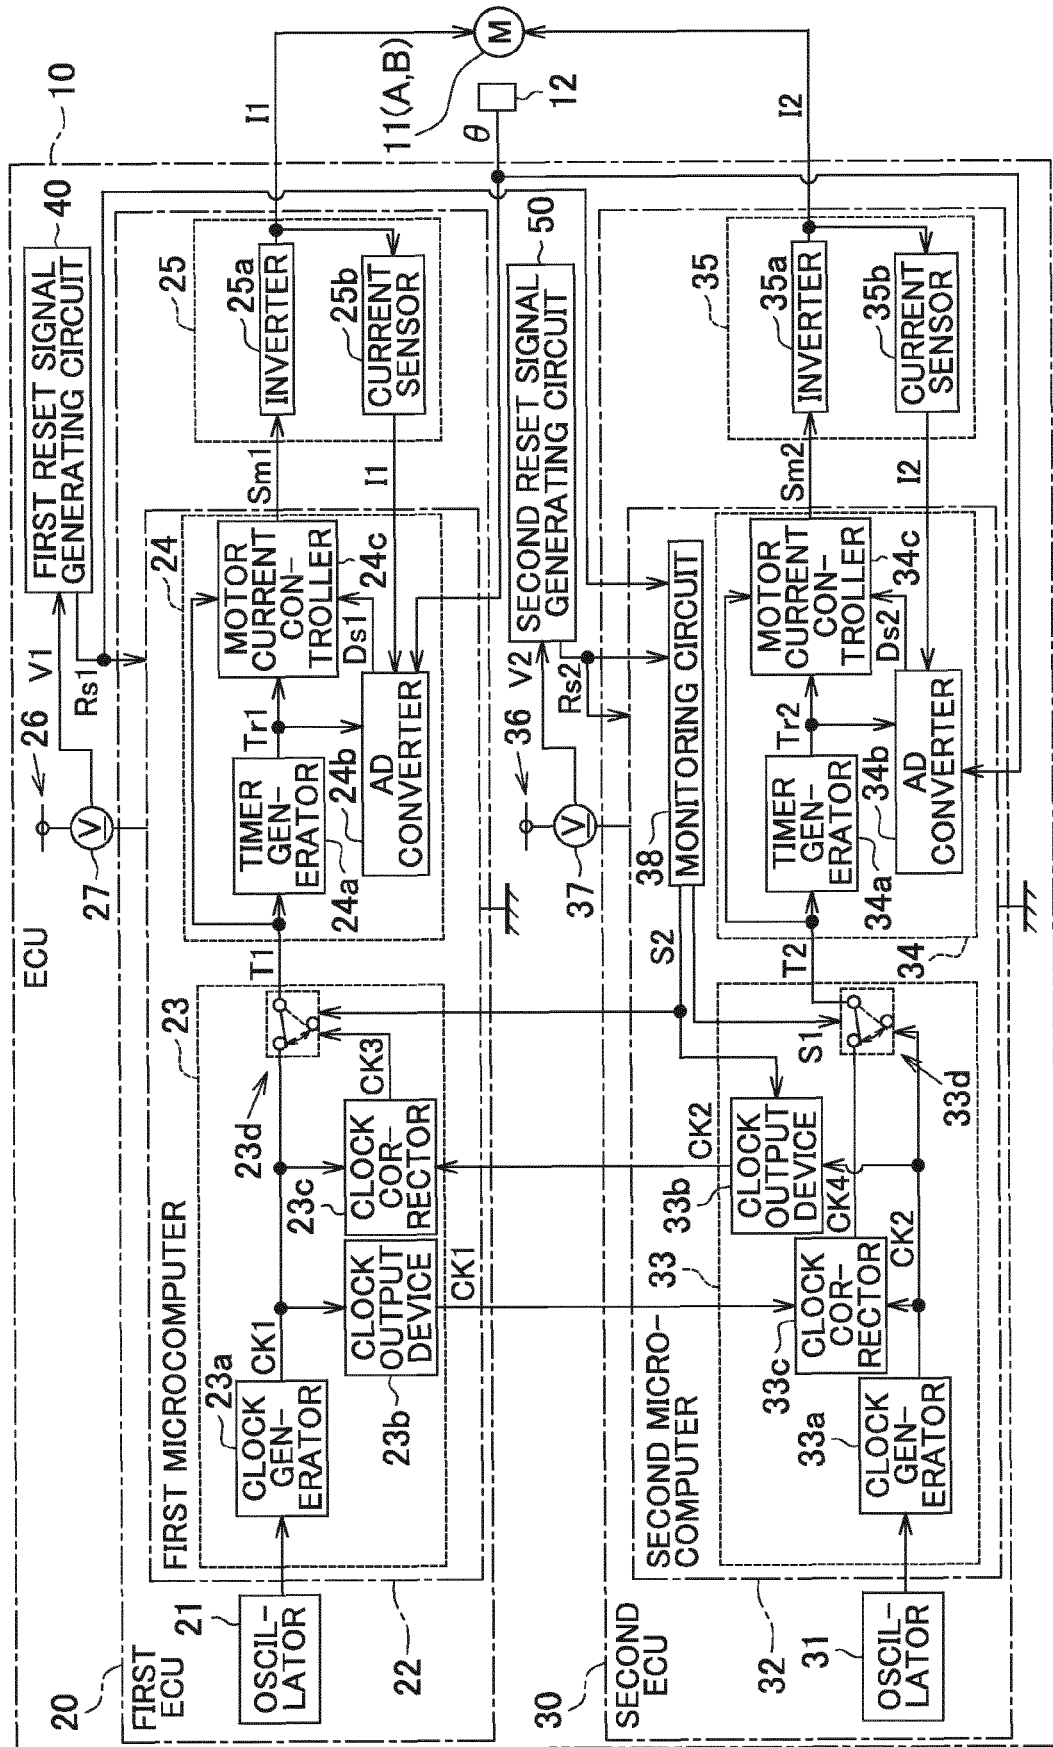 10
ECU
26
V1
27
V
FIRST RESET SIGNAL
GENERATING CIRCUIT
40
Rs1
20
FIRST
ECU
21
OSCIL-
LATOR
22
FIRST MICROCOMPUTER
23
23a
CLOCK
GEN-
ERATOR
CK1
23b
CLOCK
OUTPUT
DEVICE
CK1
23c
CLOCK
COR-
RECTOR
CK3
23d
T1
24
24a
TIMER
GEN-
ERATOR
Tr1
24b
AD
CONVERTER
MOTOR
CURRENT
CON-
TROLLER
24c
Ds1
Sm1
I1
25
25a
INVERTER
25b
CURRENT
SENSOR
I1
11(A,B)
M
θ
12
36
V2
37
V
SECOND RESET SIGNAL
GENERATING CIRCUIT
50
Rs2
30
SECOND
ECU
31
OSCIL-
LATOR
32
SECOND MICRO-
COMPUTER
33
33a
CLOCK
GEN-
ERATOR
CK2
33b
CLOCK
OUTPUT
DEVICE
CK2
33c
CLOCK
COR-
RECTOR
CK4
33d
S1
S2
38
MONITORING CIRCUIT
T2
34
34a
TIMER
GEN-
ERATOR
Tr2
34b
AD
CONVERTER
MOTOR
CURRENT
CON-
TROLLER
34c
Ds2
Sm2
I2
35
35a
INVERTER
35b
CURRENT
SENSOR
I2